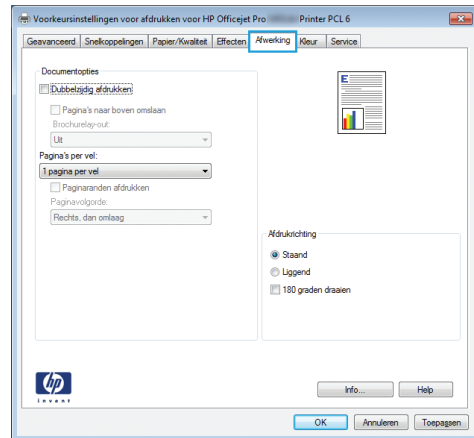 Voorkeursinstellingen voor afdrukken voor HP Officejet Pro Printer PCL 6
Geavanceerd Snelkoppelingen Papier/Kwaliteit Effecten Afwerking Kleur Service
Documentopties
Dubbelzijdig afdrukken
Pagina's naar boven omslaan
Brochurelay-out:
Uit
Pagina's per vel:
1 pagina per vel
Paginaranden afdrukken
Paginavolgorde:
Rechts, dan omlaag
E
Afdrukrichting
Staand
Liggend
180 graden draaien
hp
invent
Info... Help
OK Annuleren Toepassen